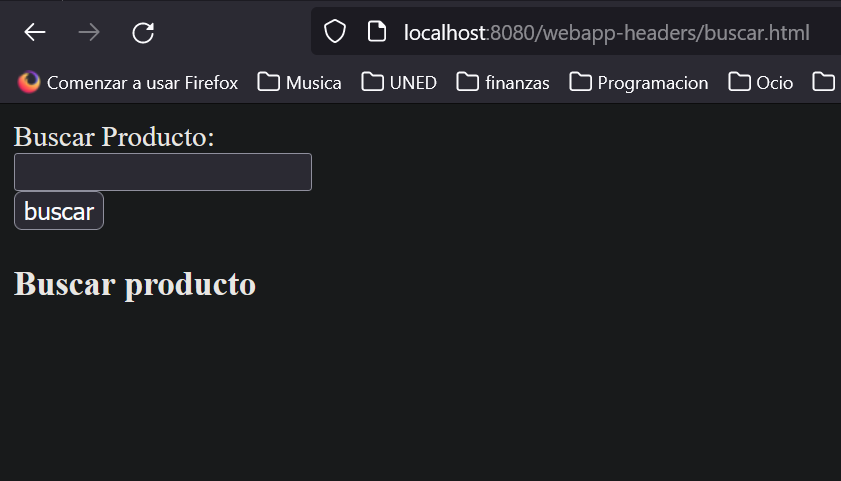 localhost:8080/webapp-headers/buscar.html
Comenzar a usar Firefox Musica UNED finanzas Programacion Ocio
Buscar Producto:
buscar
Buscar producto